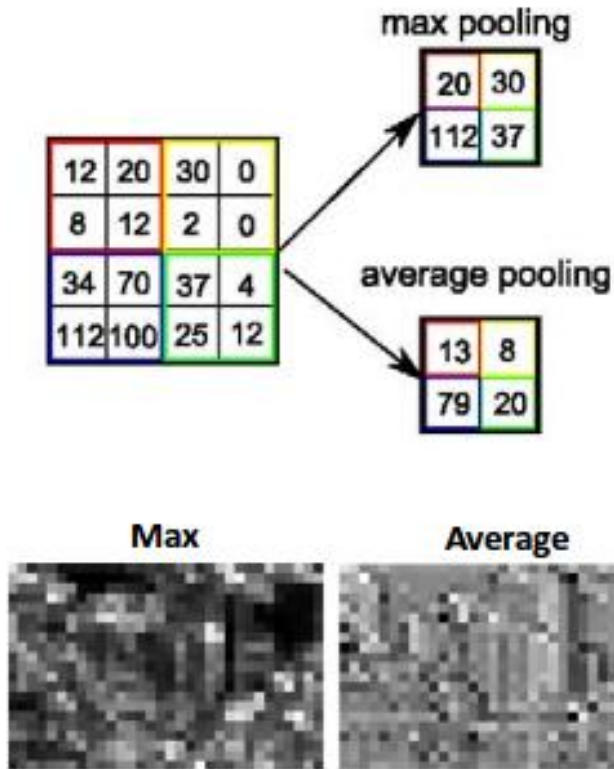 max pooling
20 30
112 37
12 20 30 0
8 12 2 0
34 70 37 4
112 100 25 12
average pooling
13 8
79 20
Max Average